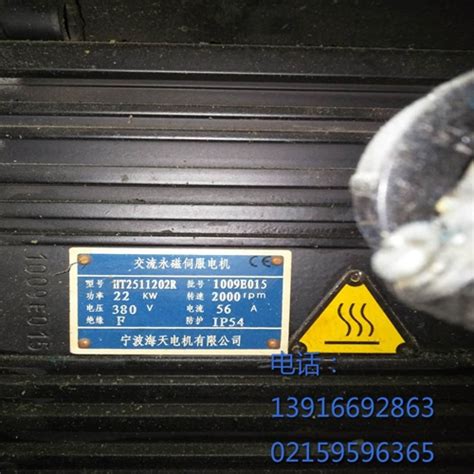 交流永磁伺服电机
型号 HT2511202R 批号 1009E015
功率 22 KW 转速 2000 rpm
电压 380 V 电流 56 A
绝缘 F 防护 IP54
宁波海天电机有限公司
1009E015
电话：
13916692863
02159596365